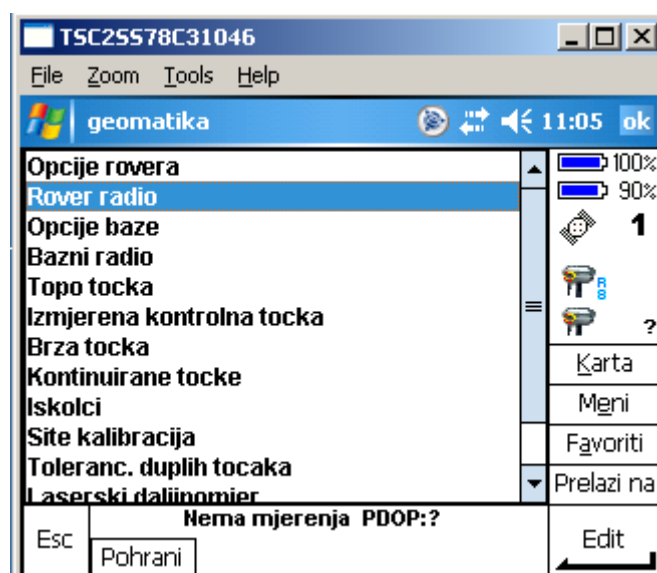 TSC2SS78C31046
File Zoom Tools Help
geomatika 11:05 ok
Opcije rovera
Rover radio
Opcije baze
Bazni radio
Topo tocka
Izmjerena kontrolna tocka
Brza tocka
Kontinuirane tocke
Iskolci
Site kalibracija
Toleranc. duplih tocaka
Laserski daljinomjer
100%
90%
1
R
8
?
Karta
Meni
Favoriti
Prelazi na
Edit
Nema mjerenja PDOP:?
Esc
Pohrani